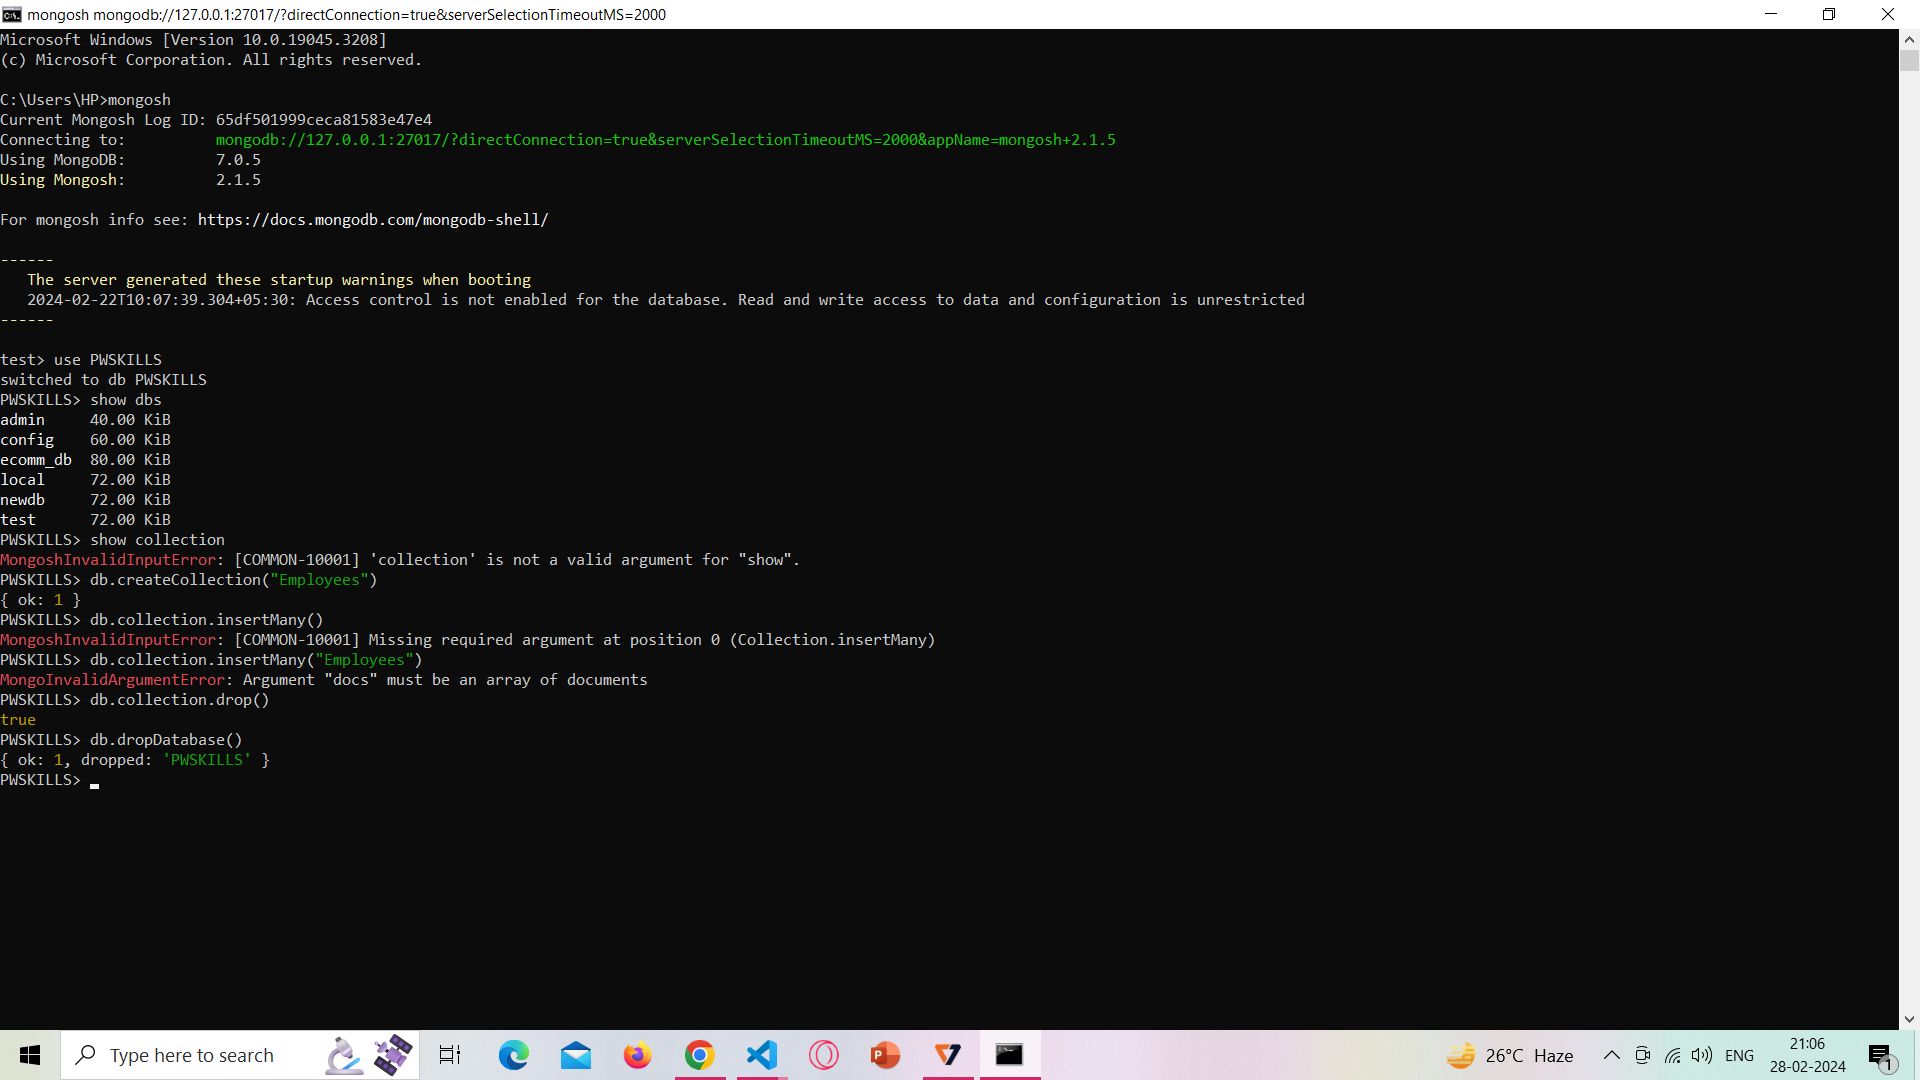 mongosh mongodb://127.0.0.1:27017/?directConnection=true&serverSelectionTimeoutMS=2000
Microsoft Windows [Version 10.0.19045.3208]
(c) Microsoft Corporation. All rights reserved.
C:\Users\HP>mongosh
Current Mongosh Log ID: 65df501999ceca81583e47e4
Connecting to:          mongodb://127.0.0.1:27017/?directConnection=true&serverSelectionTimeoutMS=2000&appName=mongosh+2.1.5
Using MongoDB:          7.0.5
Using Mongosh:          2.1.5
For mongosh info see: https://docs.mongodb.com/mongodb-shell/
------
   The server generated these startup warnings when booting
   2024-02-22T10:07:39.304+05:30: Access control is not enabled for the database. Read and write access to data and configuration is unrestricted
------
test> use PWSKILLS
switched to db PWSKILLS
PWSKILLS> show dbs
admin     40.00 KiB
config    60.00 KiB
ecomm_db  80.00 KiB
local     72.00 KiB
newdb     72.00 KiB
test      72.00 KiB
PWSKILLS> show collection
MongoshInvalidInputError: [COMMON-10001] 'collection' is not a valid argument for "show".
PWSKILLS> db.createCollection("Employees")
{ ok: 1 }
PWSKILLS> db.collection.insertMany()
MongoshInvalidInputError: [COMMON-10001] Missing required argument at position 0 (Collection.insertMany)
PWSKILLS> db.collection.insertMany("Employees")
MongoInvalidArgumentError: Argument "docs" must be an array of documents
PWSKILLS> db.collection.drop()
true
PWSKILLS> db.dropDatabase()
{ ok: 1, dropped: 'PWSKILLS' }
PWSKILLS>
Type here to search
26°C Haze
ENG
21:06
28-02-2024
1